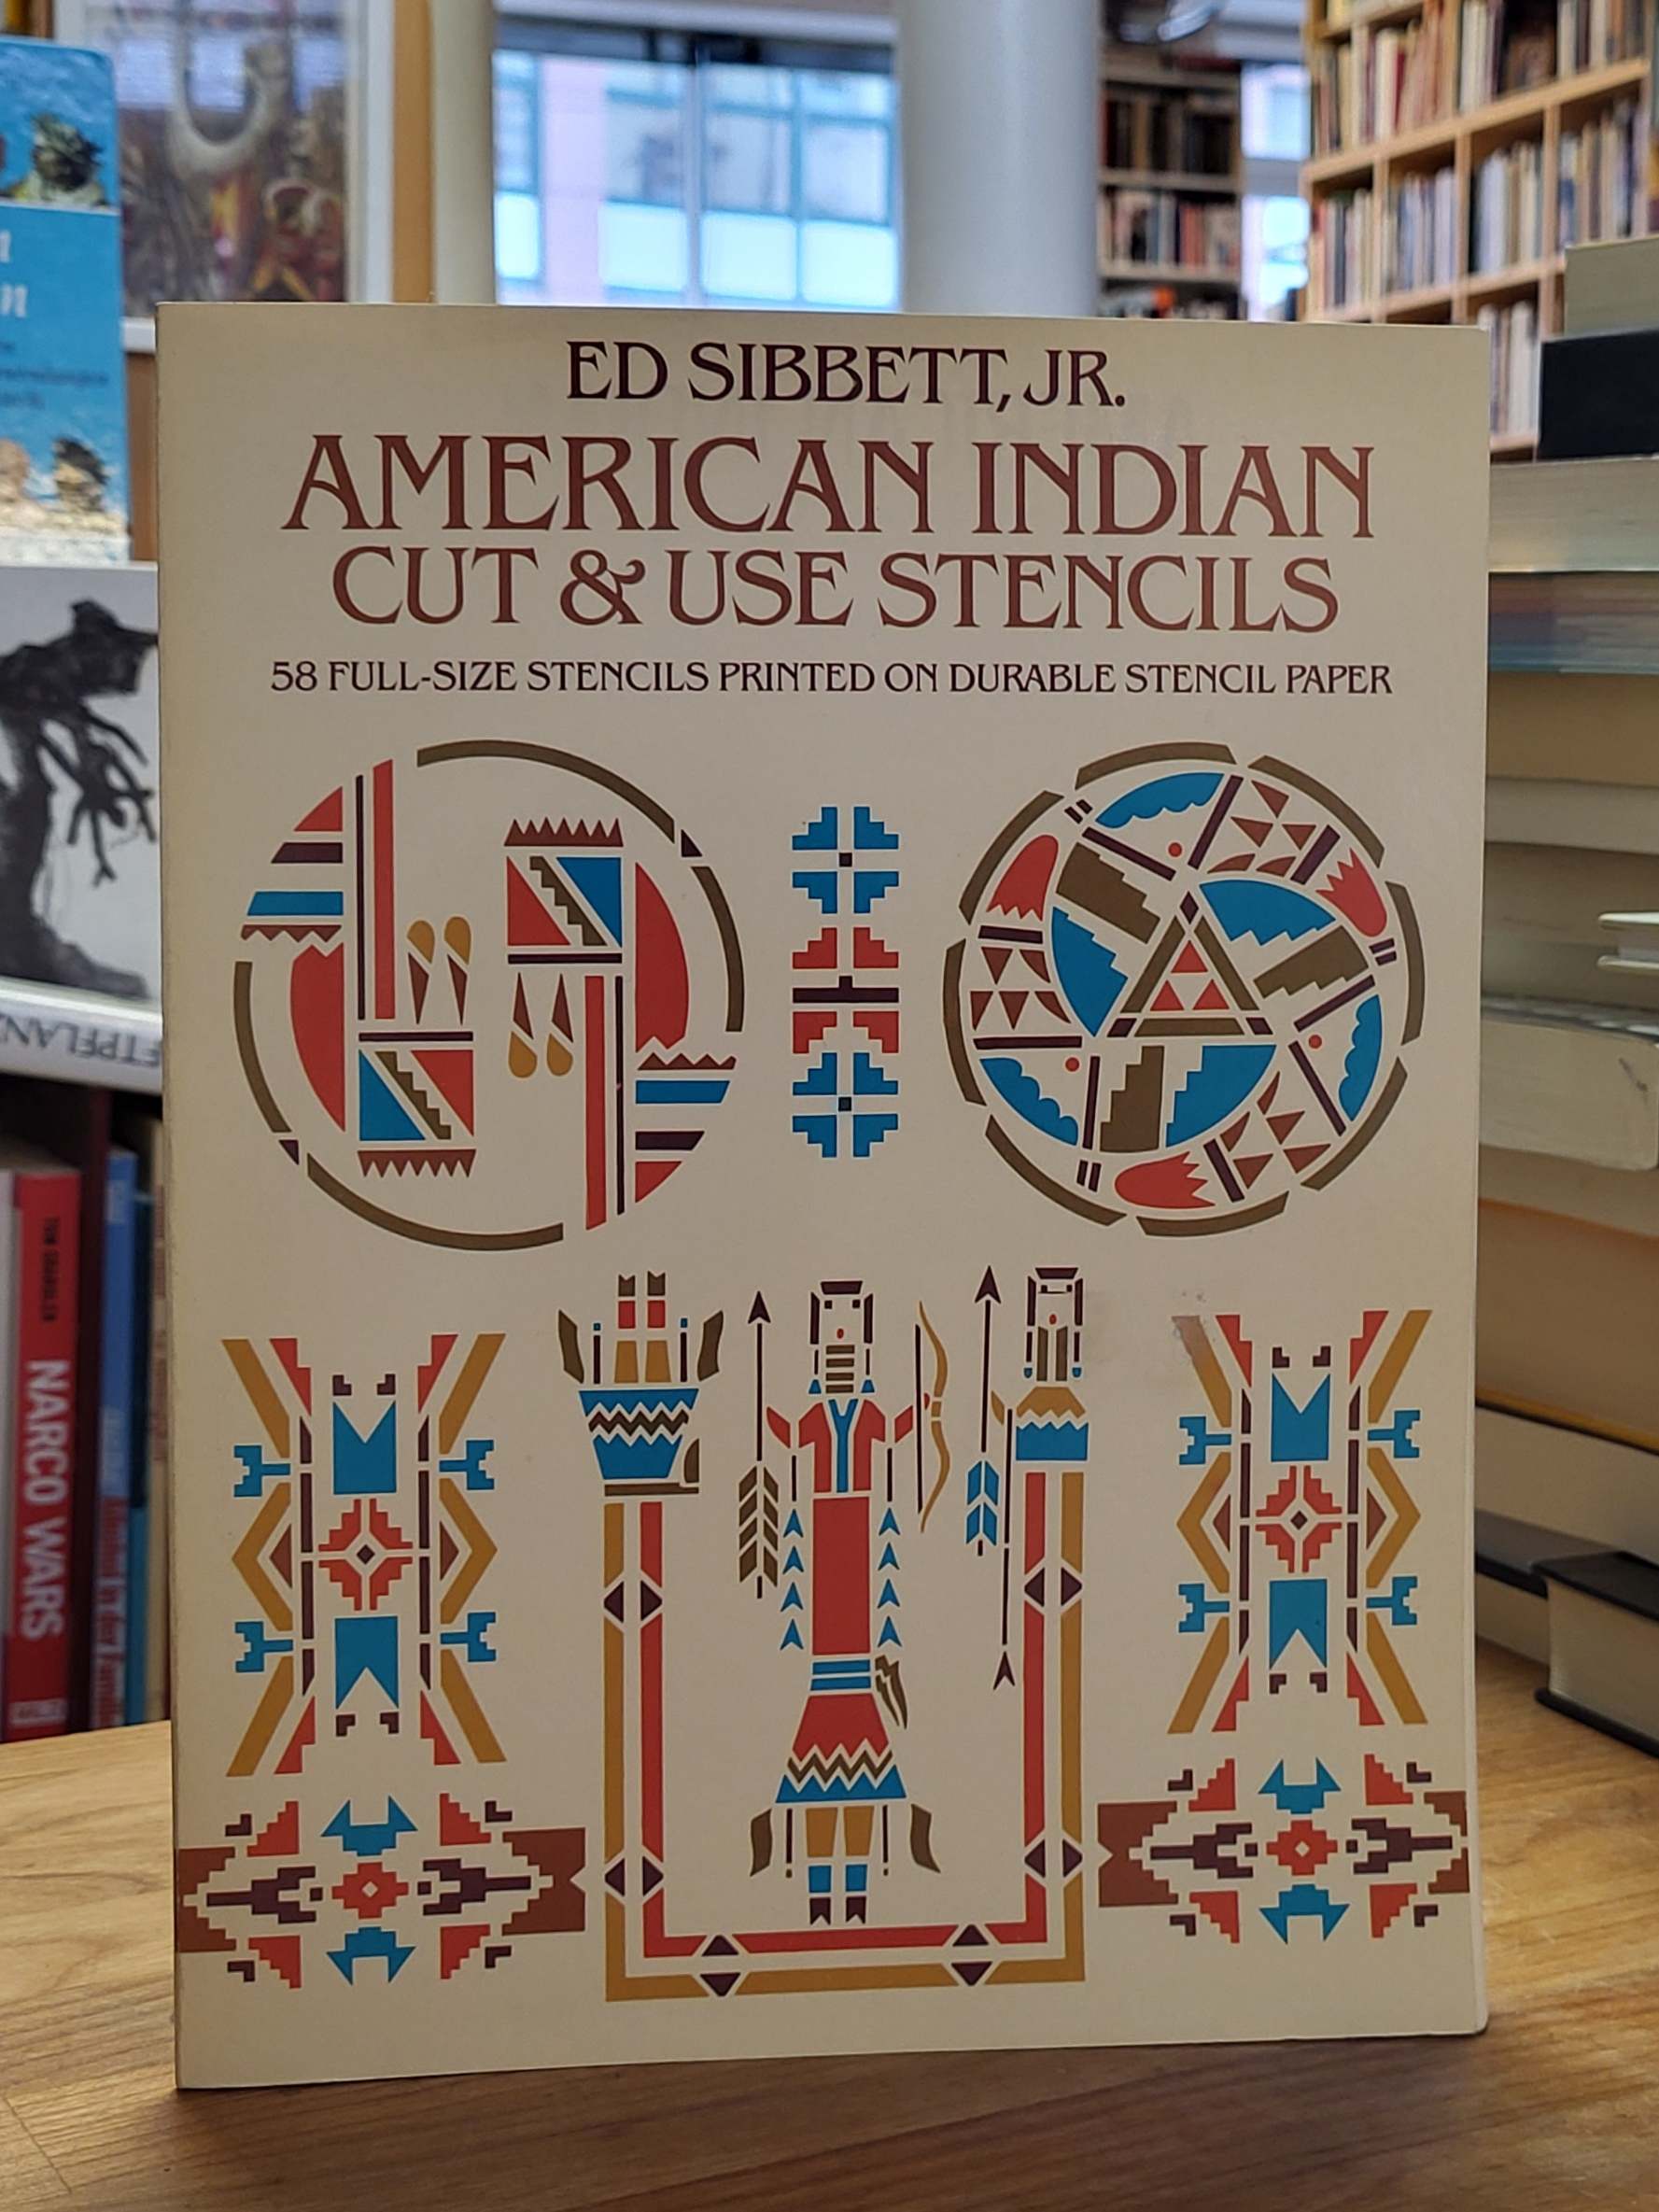 ED SIBBETT, JR.
AMERICAN INDIAN
CUT & USE STENCILS
58 FULL-SIZE STENCILS PRINTED ON DURABLE STENCIL PAPER
NARCO WARS